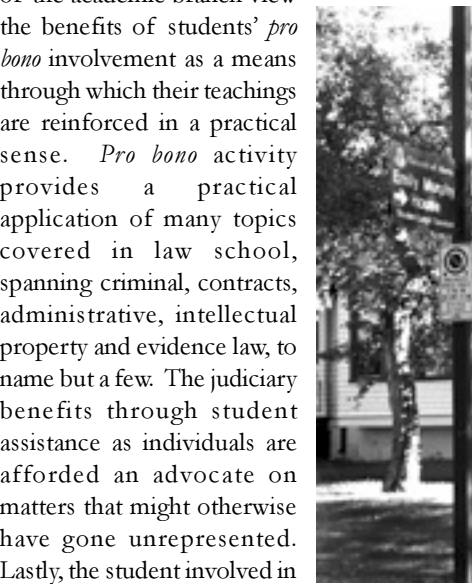 of the academic branch view
the benefits of students’ pro
bono involvement as a means
through which their teachings
are reinforced in a practical
sense. Pro bono activity
provides a practical
application of many topics
covered in law school,
spanning criminal, contracts,
administrative, intellectual
property and evidence law, to
name but a few. The judiciary
benefits through student
assistance as individuals are
afforded an advocate on
matters that might otherwise
have gone unrepresented.
Lastly, the student involved in
Emily Murphy